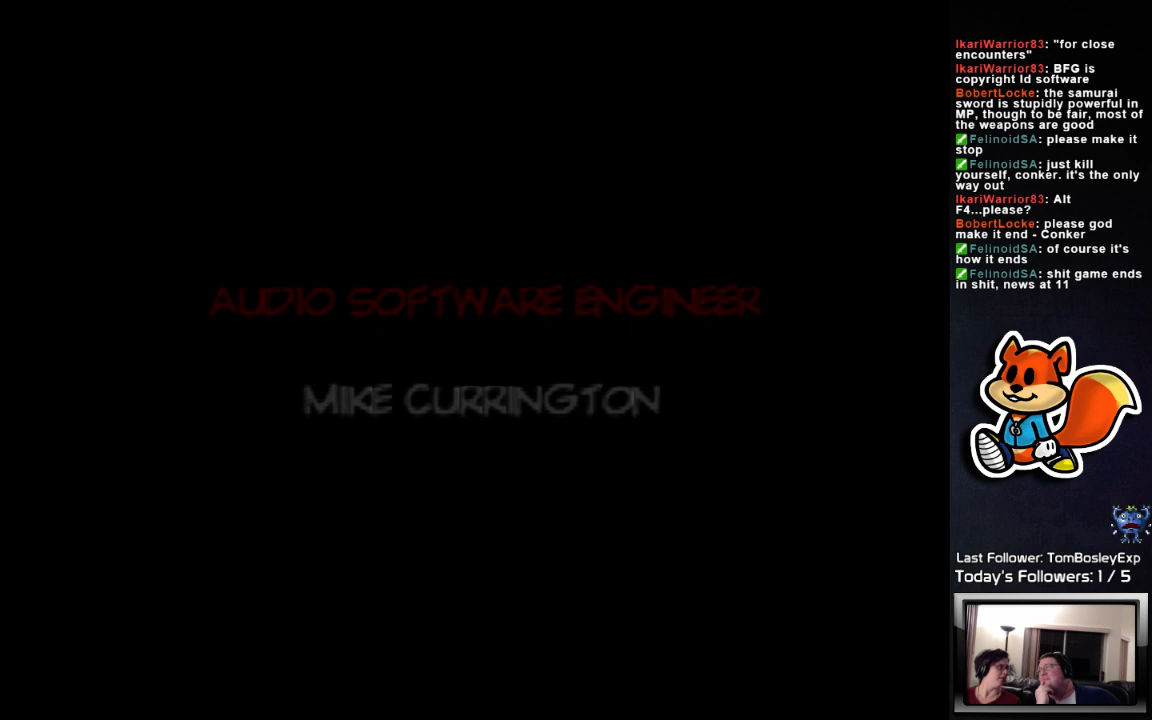 IkariWarrior83: "for close
encounters"
IkariWarrior83: BFG is
copyright Id software
BobertLocke: the samurai
sword is stupidly powerful in
MP, though to be fair, most of
the weapons are good
FelinoidSA: please make it
stop
FelinoidSA: just kill
yourself, conker. it's the only
way out
IkariWarrior83: Alt
F4...please?
BobertLocke: please god
make it end - Conker
FelinoidSA: of course it's
how it ends
FelinoidSA: shit game ends
in shit, news at 11
AUDIO SOFTWARE ENGINEER
MIKE CURRINGTON
Last Follower: TomBosleyExp
Today's Followers: 1 / 5